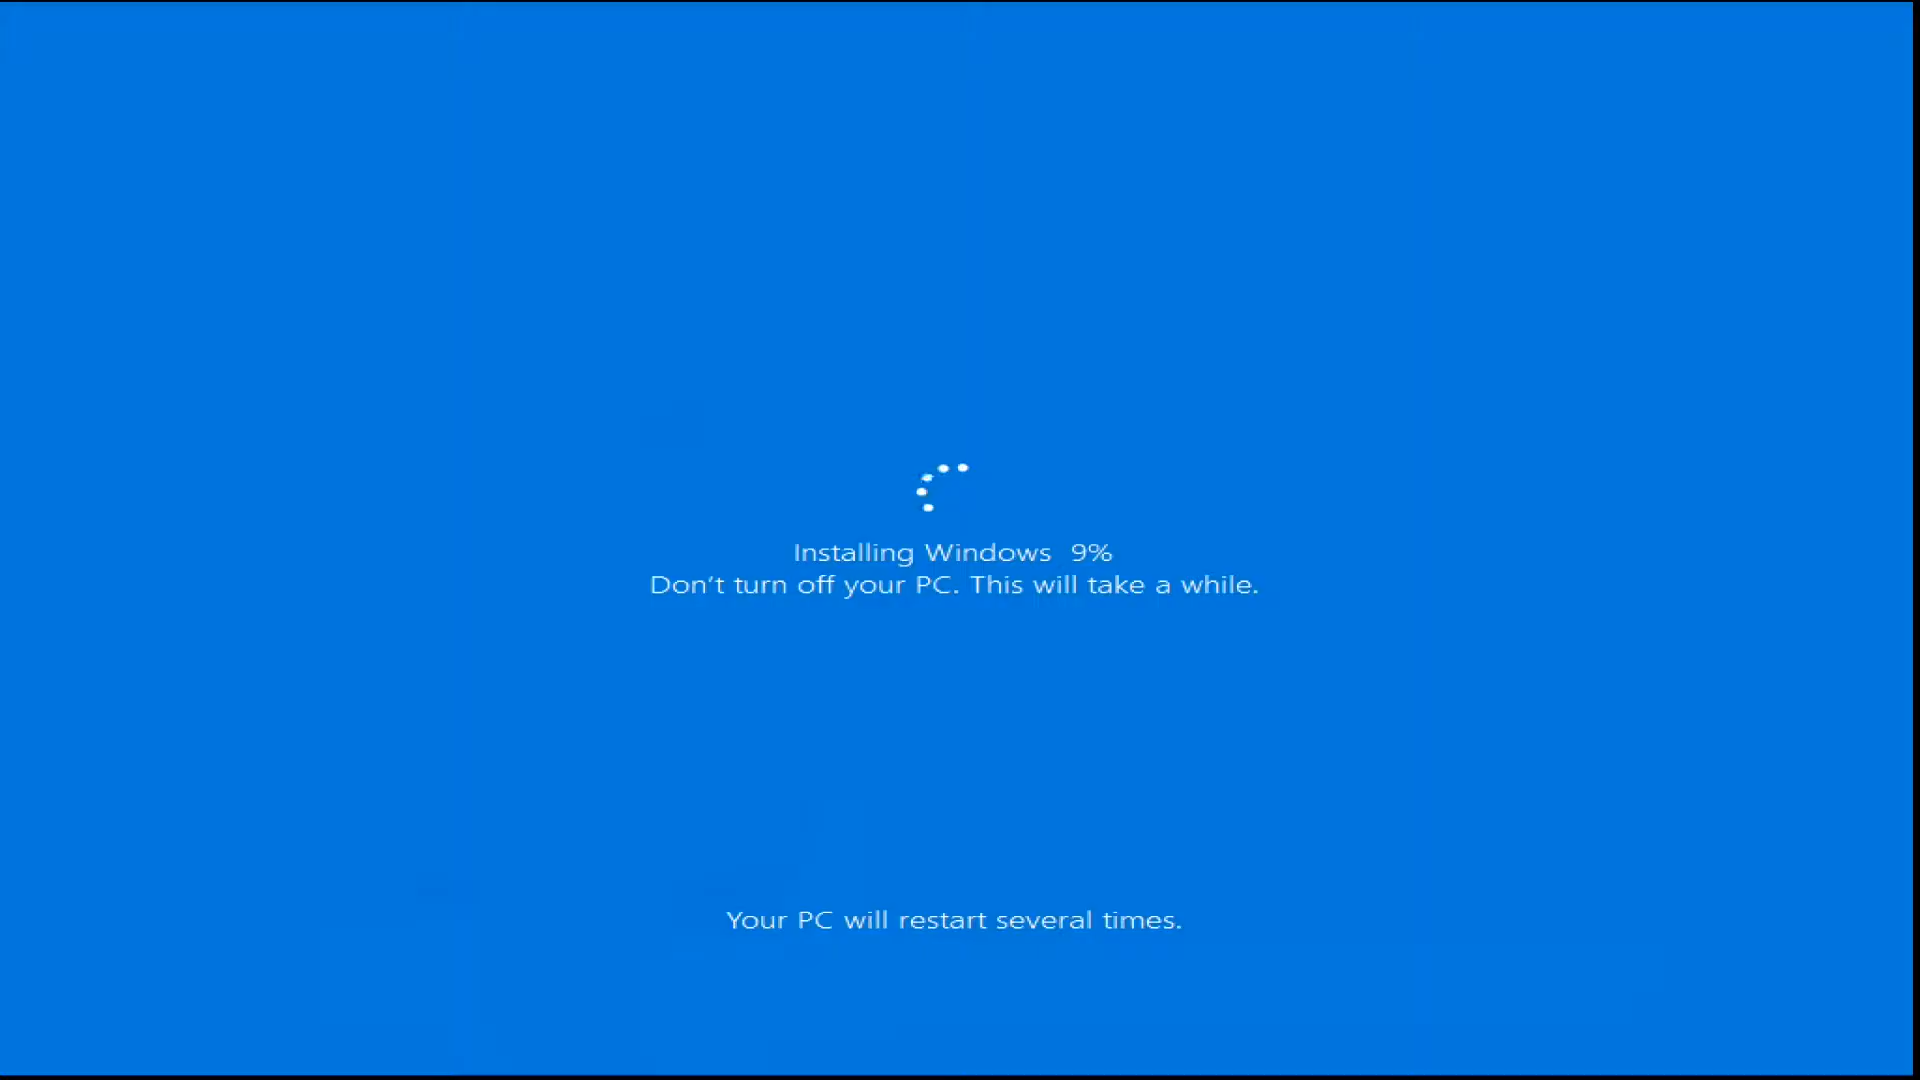 Installing Windows  9%
Don't turn off your PC. This will take a while.
Your PC will restart several times.